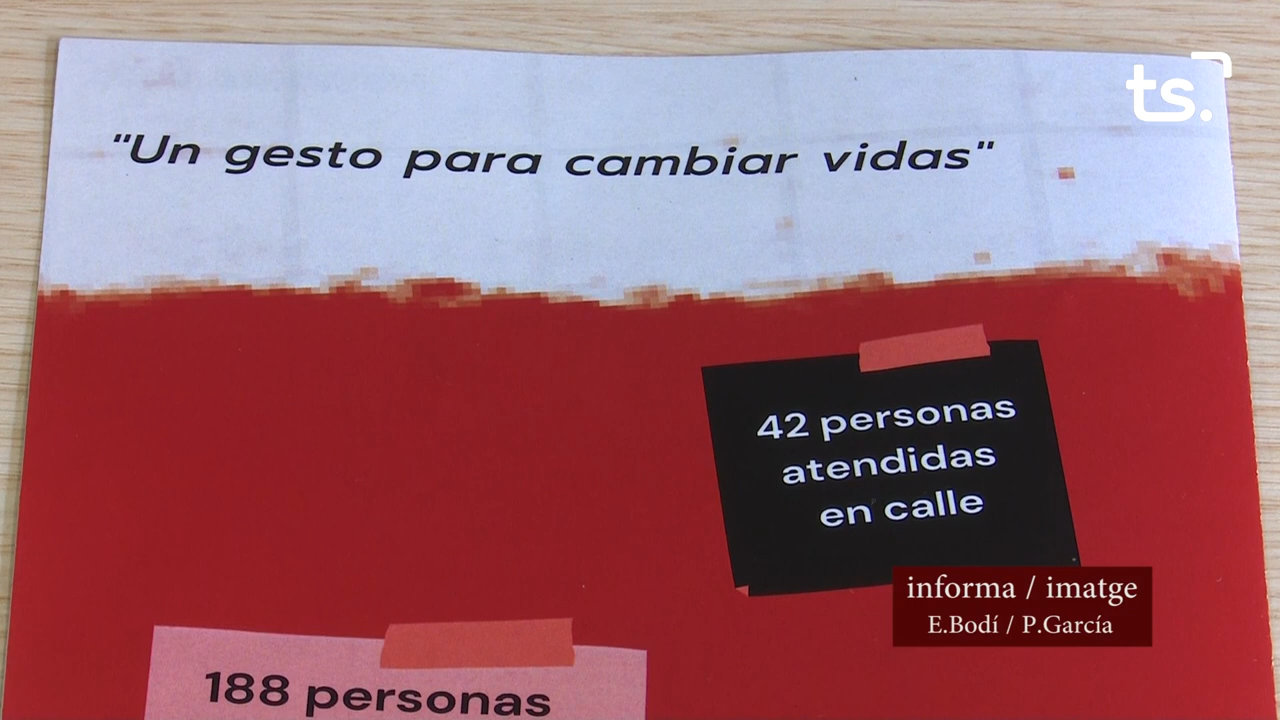 ts.
"Un gesto para cambiar vidas"
42 personas
atendidas
en calle
informa / imatge
E.Bodí / P.García
188 personas